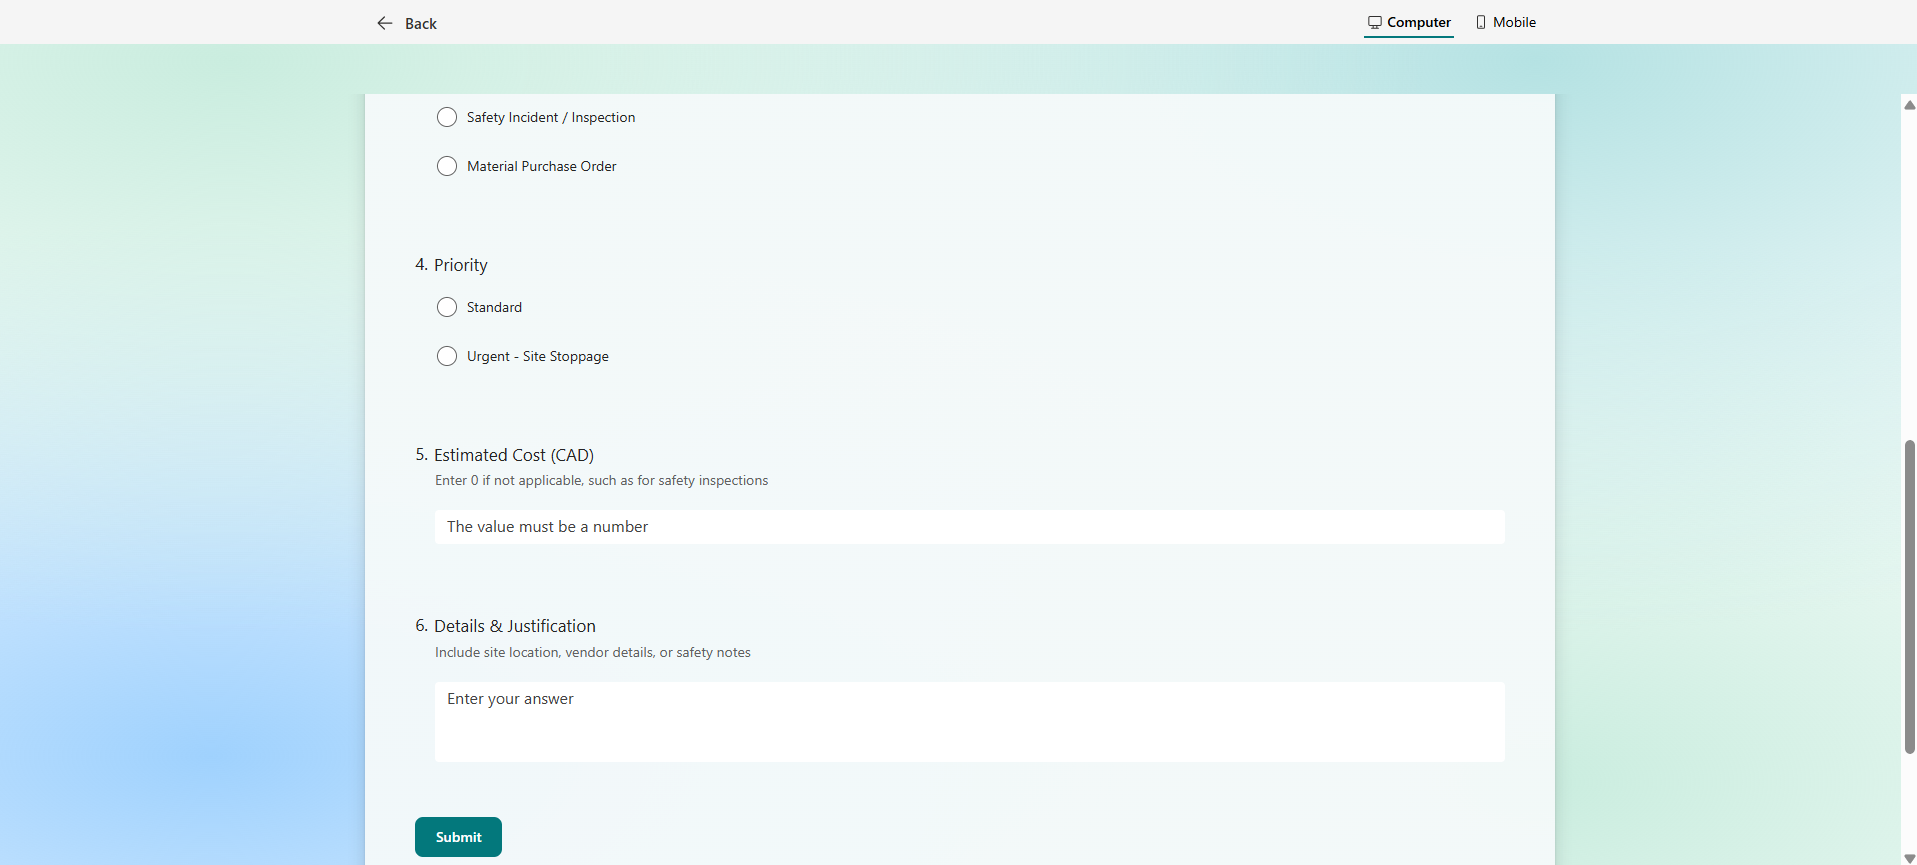 Back
Computer
Mobile
Safety Incident / Inspection
Material Purchase Order
4. Priority
Standard
Urgent - Site Stoppage
5. Estimated Cost (CAD)
Enter 0 if not applicable, such as for safety inspections
The value must be a number
6. Details & Justification
Include site location, vendor details, or safety notes
Enter your answer
Submit